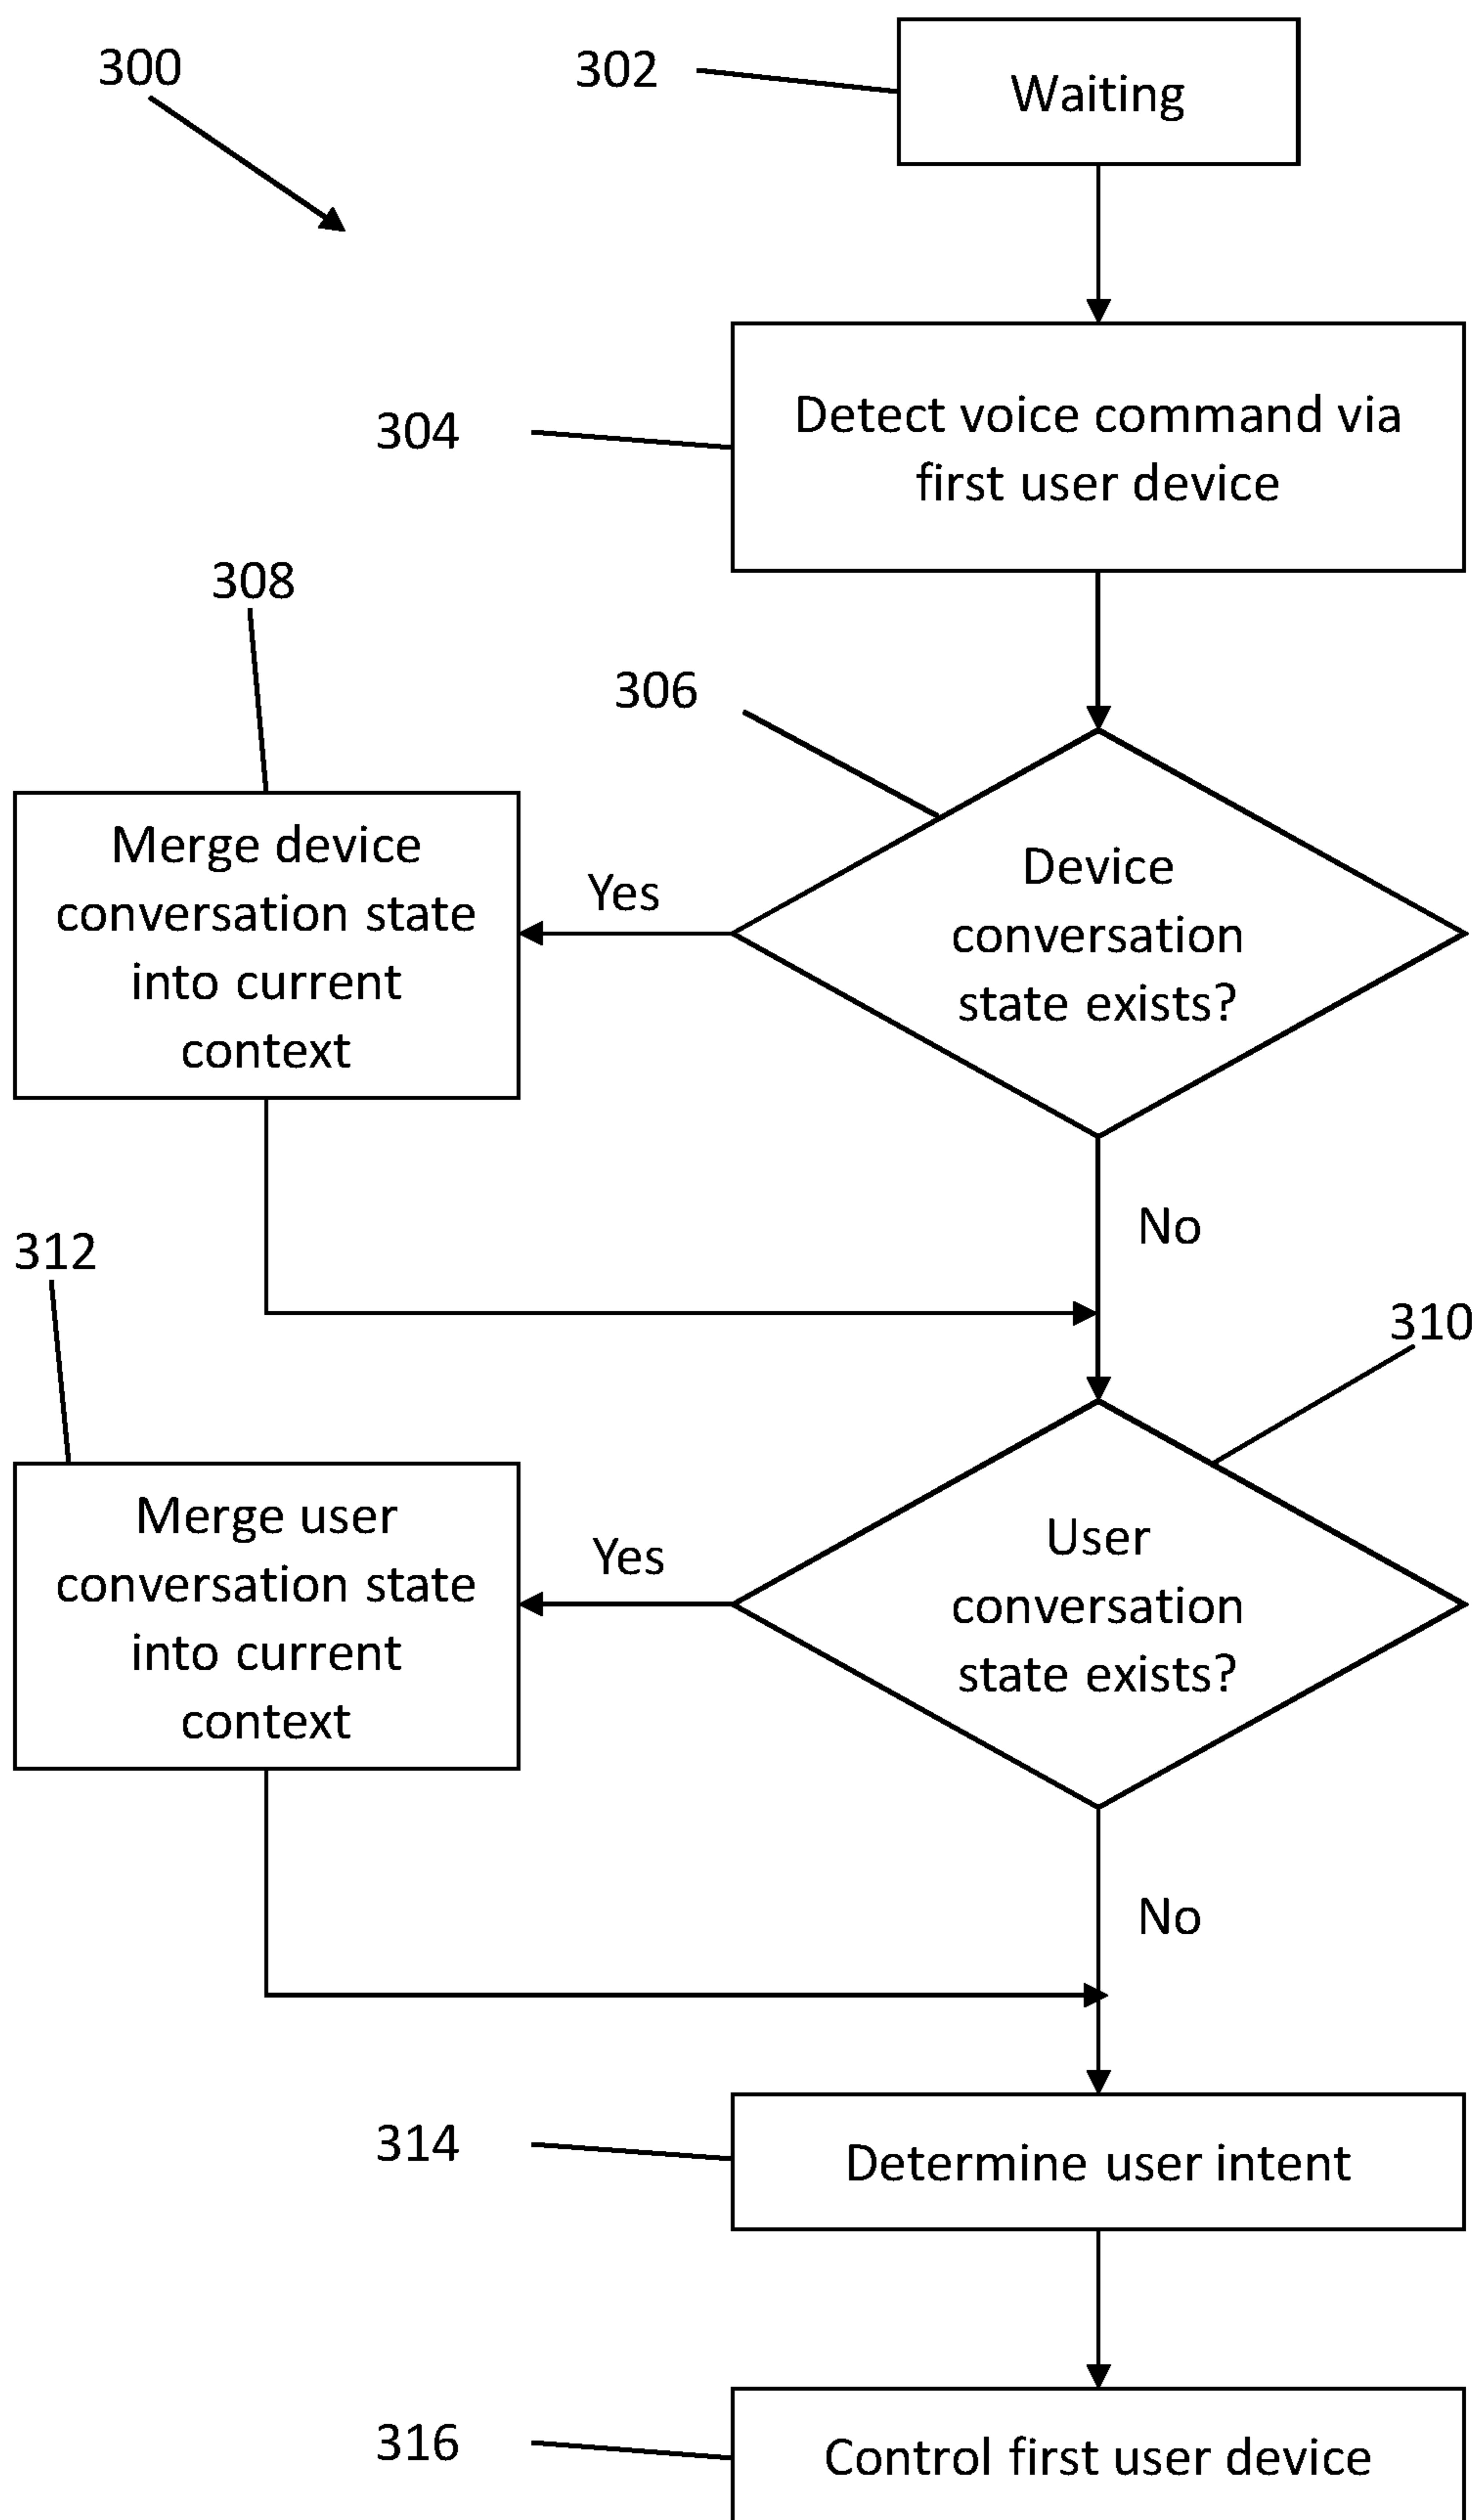 300
302
Waiting
304
Detect voice command via
first user device
308
306
Merge device
conversation state
into current
context
Yes
Device
conversation
state exists?
No
312
310
Merge user
conversation state
into current
context
Yes
User
conversation
state exists?
No
314
Determine user intent
316
Control first user device